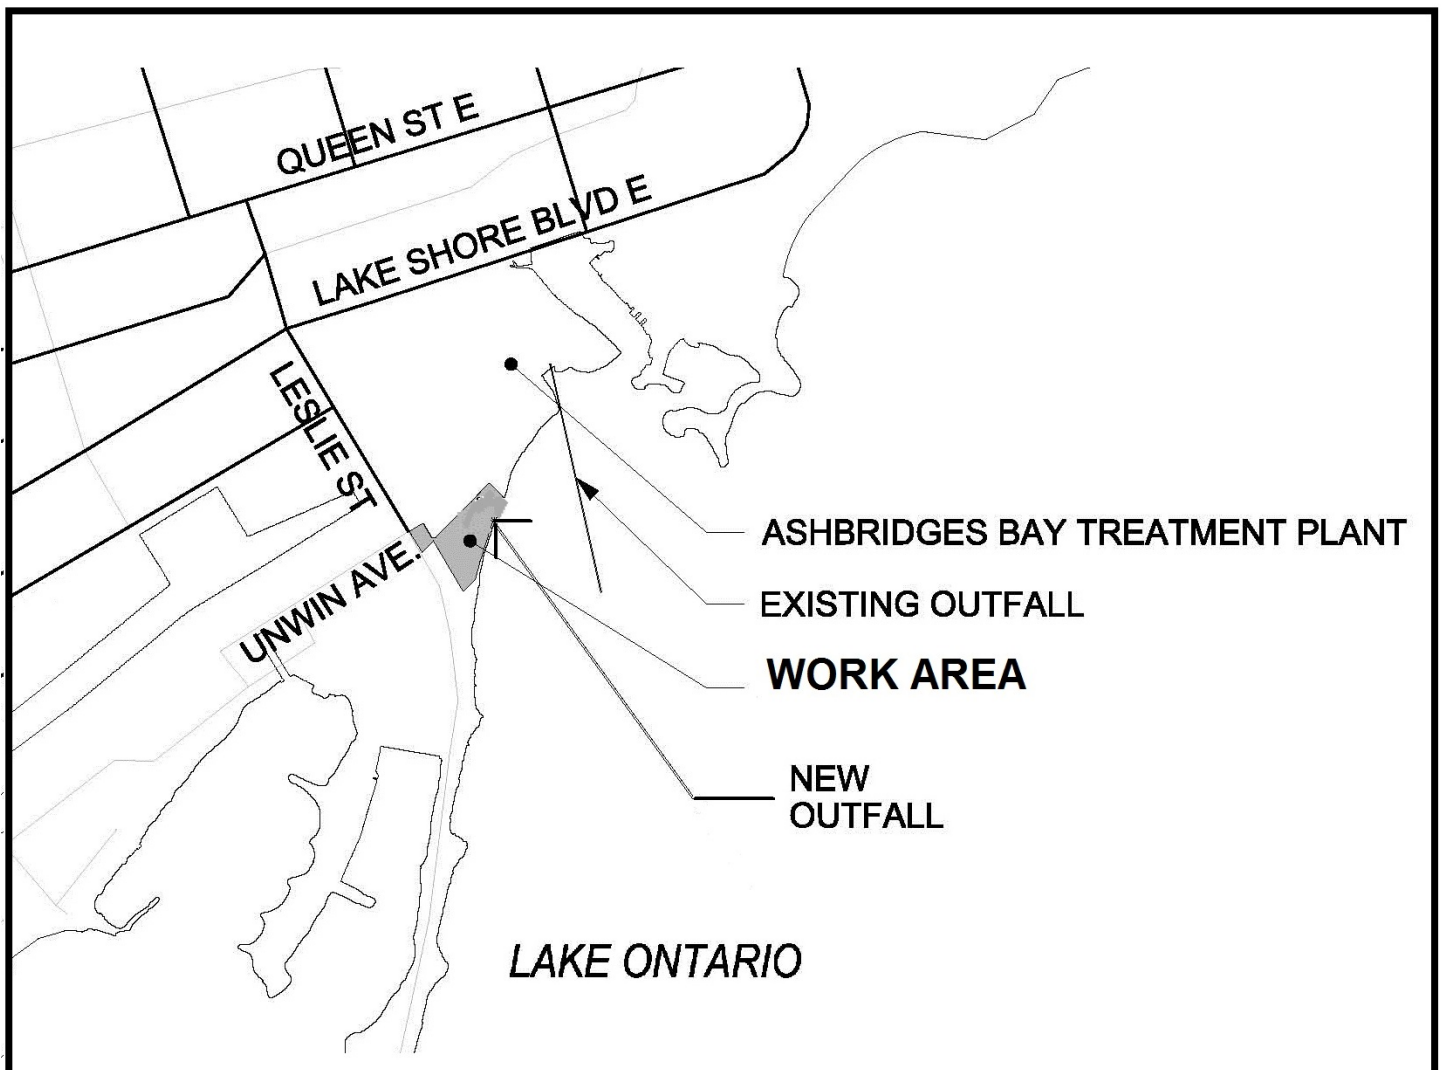 QUEEN ST E
LAKE SHORE BLVD E
LESLIE ST
ASHBRIDGES BAY TREATMENT PLANT
UNWIN AVE.
EXISTING OUTFALL
WORK AREA
NEW
OUTFALL
LAKE ONTARIO